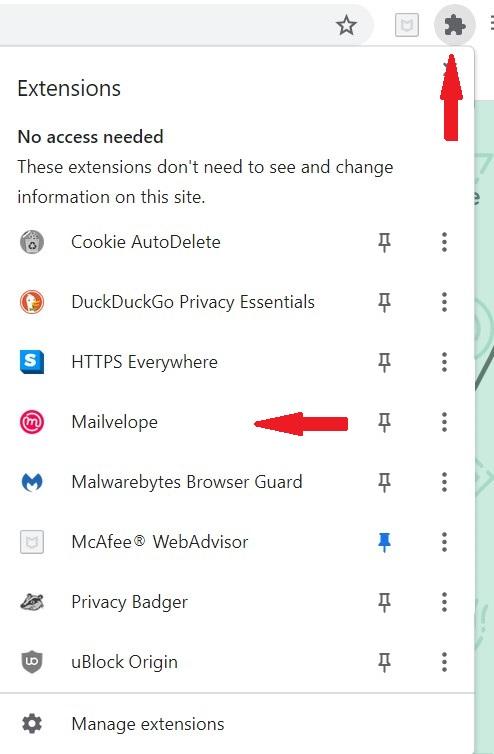 Extensions
No access needed
These extensions don't need to see and change
information on this site.
Cookie AutoDelete
DuckDuckGo Privacy Essentials
HTTPS Everywhere
Mailvelope
Malwarebytes Browser Guard
McAfee® WebAdvisor
Privacy Badger
uBlock Origin
Manage extensions